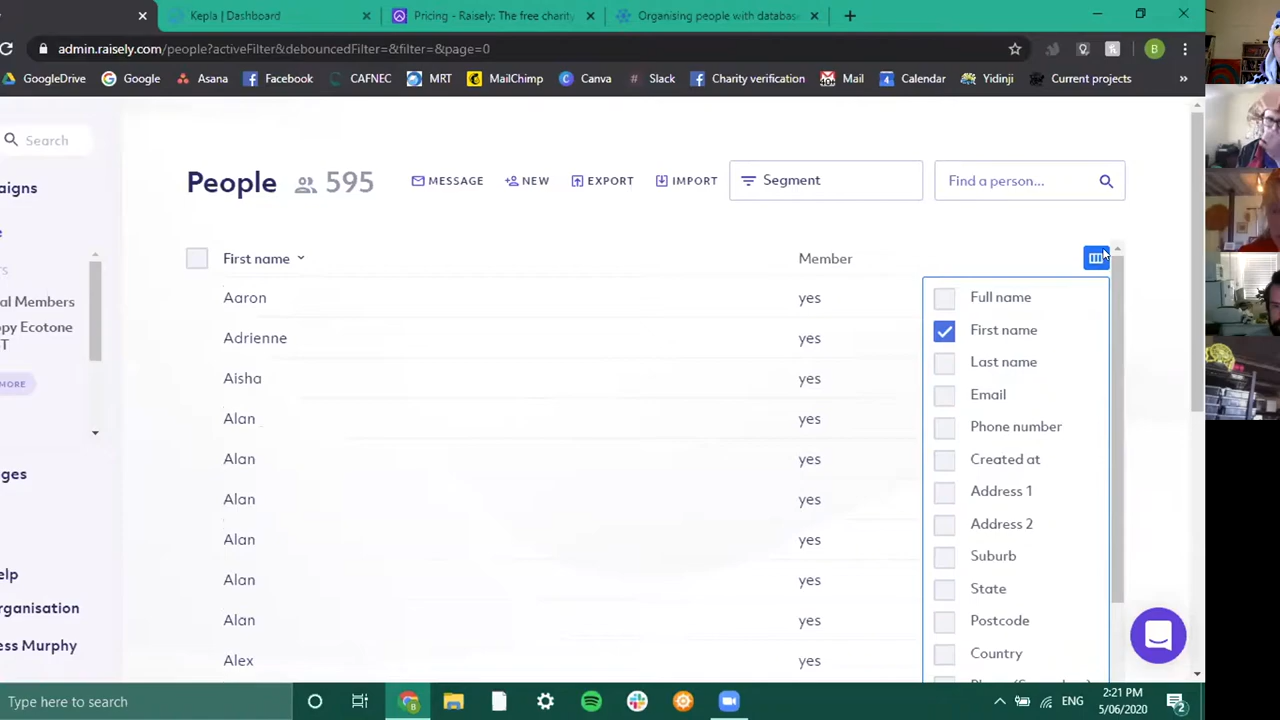 Kepla | Dashboard
Pricing - Raisely: The free charity
Organising people with databas
admin.raisely.com/people?activeFilter&debouncedFilter=&filter=&page=0
B
GoogleDrive
Google
Asana
Facebook
CAFNEC
MRT
MailChimp
Canva
Slack
Charity verification
40+
Mail
4
Calendar
Yidinji
Current projects
»
Search
aigns
e
rs
al Members
ppy Ecotone
T
MORE
ges
elp
rganisation
ess Murphy
People 595
MESSAGE
NEW
EXPORT
IMPORT
Segment
Find a person...
First name
Member
Aaron yes
Adrienne yes
Aisha yes
Alan yes
Alan yes
Alan yes
Alan yes
Alan yes
Alan yes
Alex yes
Full name
First name
Last name
Email
Phone number
Created at
Address 1
Address 2
Suburb
State
Postcode
Country
Type here to search
ENG
2:21 PM
5/06/2020
2